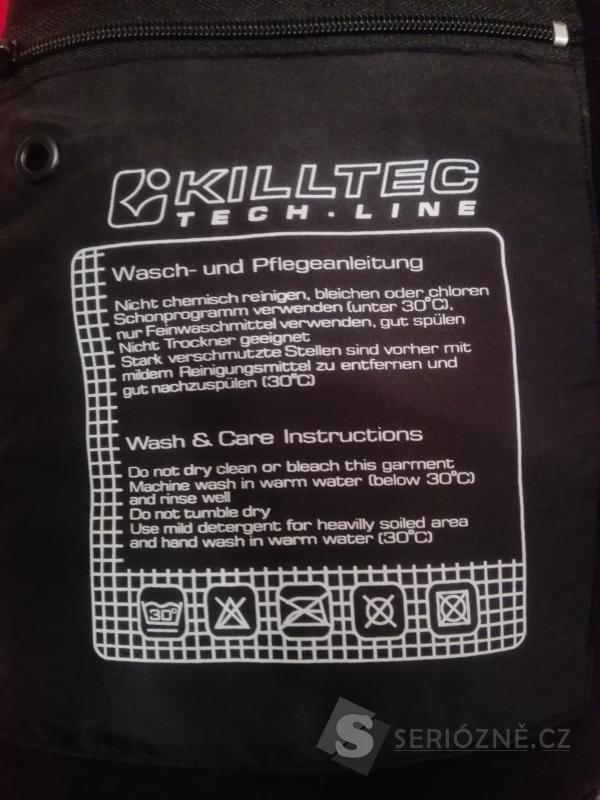 KILLTEC
TECH·LINE
Wasch- und Pflegeanleitung
Nicht chemisch reinigen, bleichen oder chloren
Schonprogramm verwenden (unter 30°C),
nur Feinwaschmittel verwenden, gut spülen
Nicht Trockner geeignet
Stark verschmutzte Stellen sind vorher mit
mildem Reinigungsmittel zu entfernen und
gut nachzuspülen (30°C)
Wash & Care Instructions
Do not dry clean or bleach this garment
Machine wash in warm water (below 30°C)
and rinse well
Do not tumble dry
Use mild detergent for heavilly soiled area
and hand wash in warm water (30°C)
30°
S SERIÓZNĚ.CZ